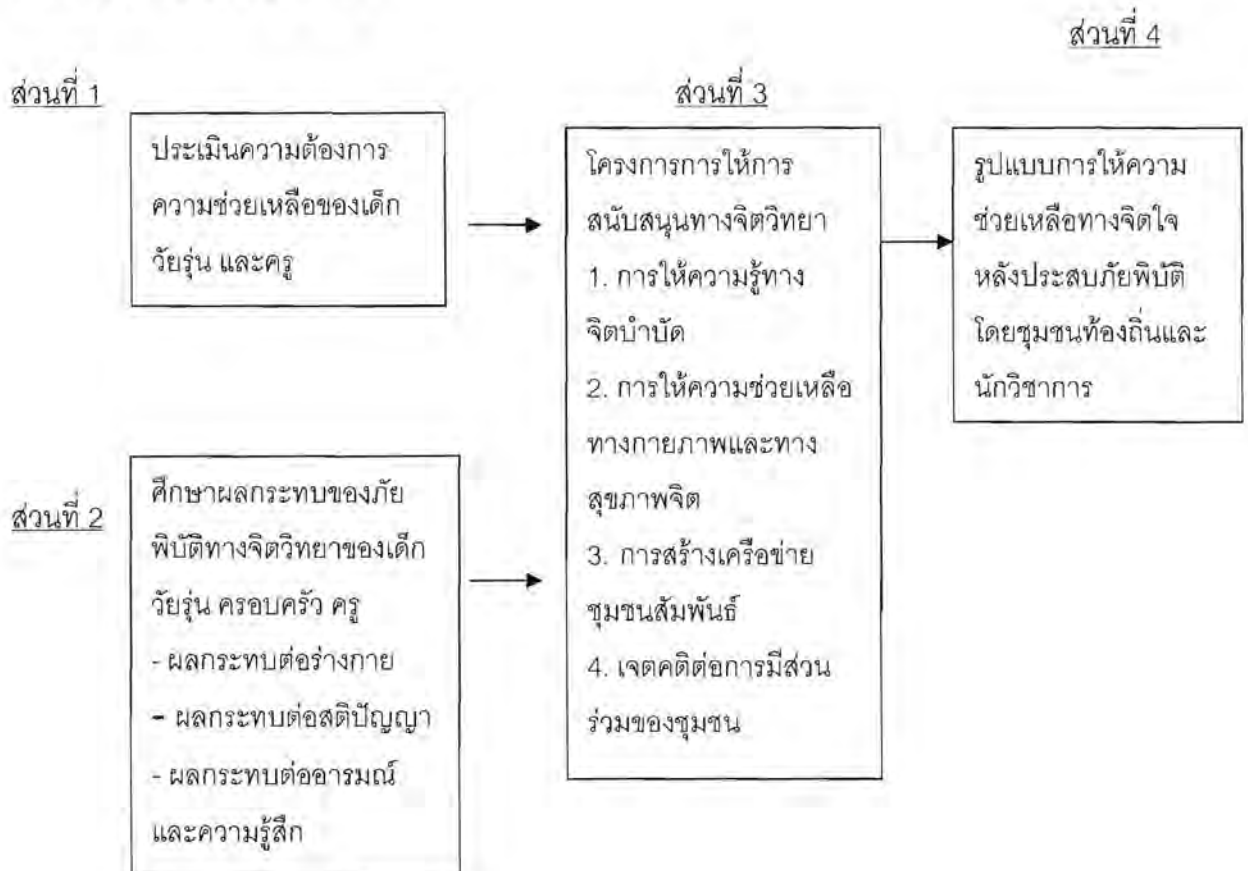 ส่วนที่ 1
ประเมินความต้องการ
ความช่วยเหลือของเด็ก
วัยรุ่น และครู
ส่วนที่ 2
ศึกษาผลกระทบของภัย
พิบัติทางจิตวิทยาของเด็ก
วัยรุ่น ครอบครัว ครู
- ผลกระทบต่อร่างกาย
- ผลกระทบต่อสติปัญญา
- ผลกระทบต่ออารมณ์
และความรู้สึก
ส่วนที่ 3
โครงการการให้การ
สนับสนุนทางจิตวิทยา
1. การให้ความรู้ทาง
จิตบำบัด
2. การให้ความช่วยเหลือ
ทางกายภาพและทาง
สุขภาพจิต
3. การสร้างเครือข่าย
ชุมชนสัมพันธ์
4. เจตคติต่อการมีส่วน
ร่วมของชุมชน
ส่วนที่ 4
รูปแบบการให้ความ
ช่วยเหลือทางจิตใจ
หลังประสบภัยพิบัติ
โดยชุมชนท้องถิ่นและ
นักวิชาการ